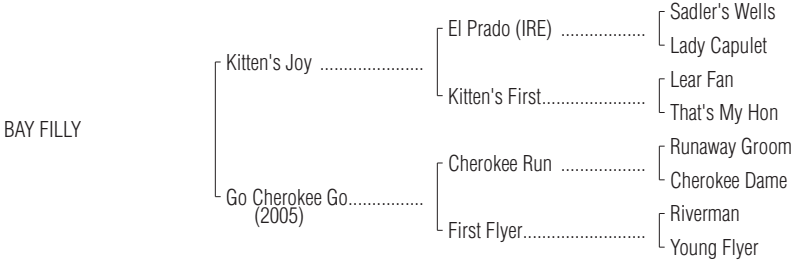 Sadler's Wells
El Prado (IRE) ...................
Lady Capulet
Kitten's Joy ......................
Lear Fan
Kitten's First......................
That's My Hon
BAY FILLY
Runaway Groom
Cherokee Run ..................
Cherokee Dame
Go Cherokee Go................
(2005)
Riverman
First Flyer..........................
Young Flyer